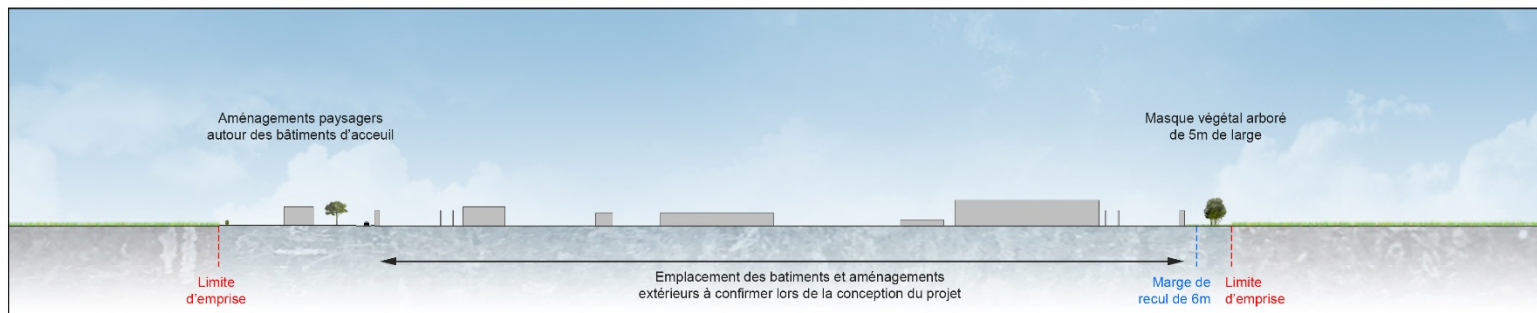 Aménagements paysagers
autour des bâtiments d'acceuil
Masque végétal arboré
de 5m de large
Limite
d'emprise
Emplacement des batiments et aménagements
extérieurs à confirmer lors de la conception du projet
Marge de
recul de 6m
Limite
d'emprise